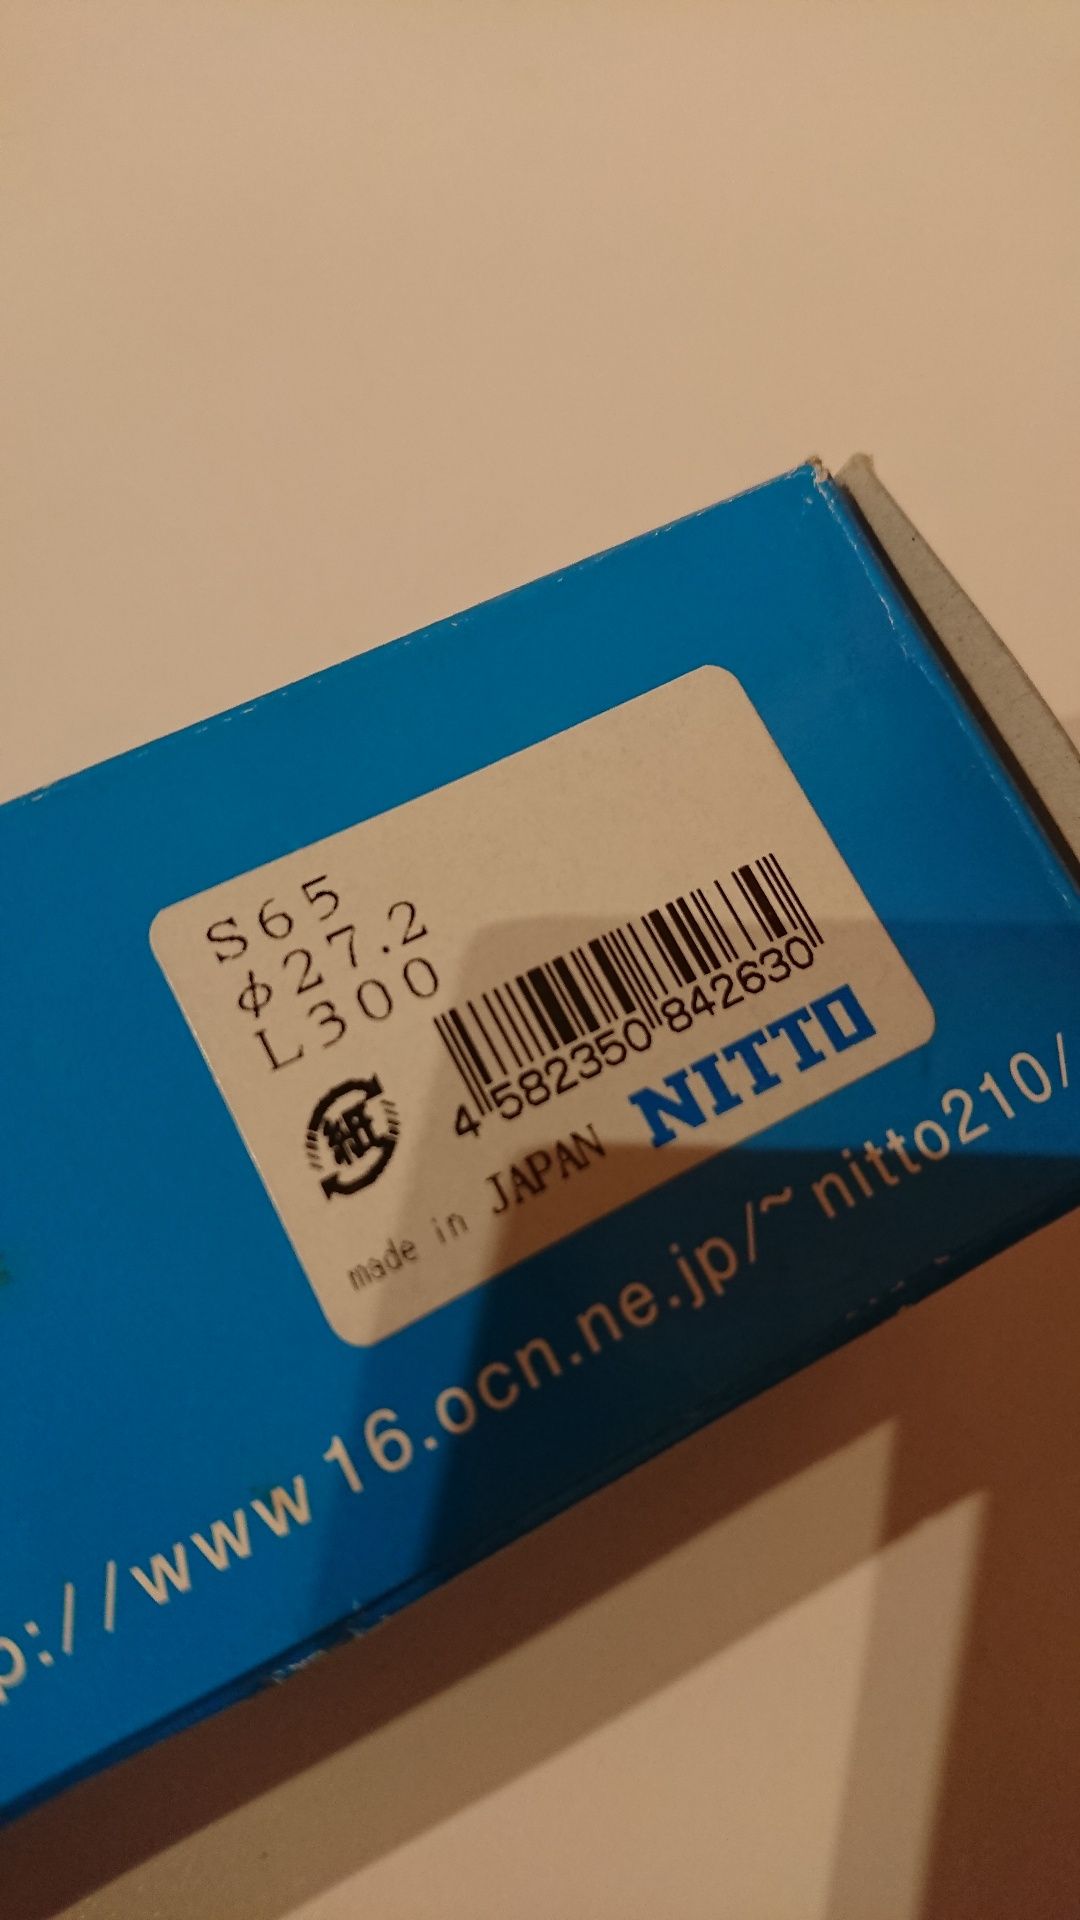 S65
φ27.2
L300
4 582350 842630
紙
made in JAPAN NITTO
p://www16.ocn.ne.jp/~nitto210/